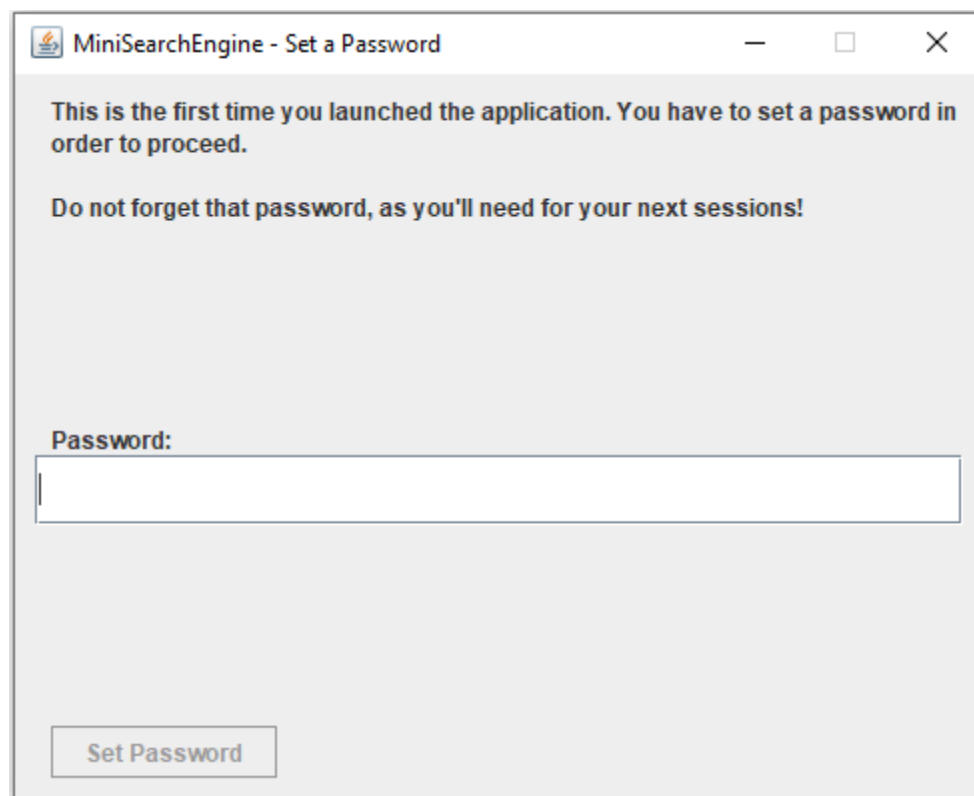 MiniSearchEngine - Set a Password
This is the first time you launched the application. You have to set a password in
order to proceed.
Do not forget that password, as you'll need for your next sessions!
Password:
Set Password